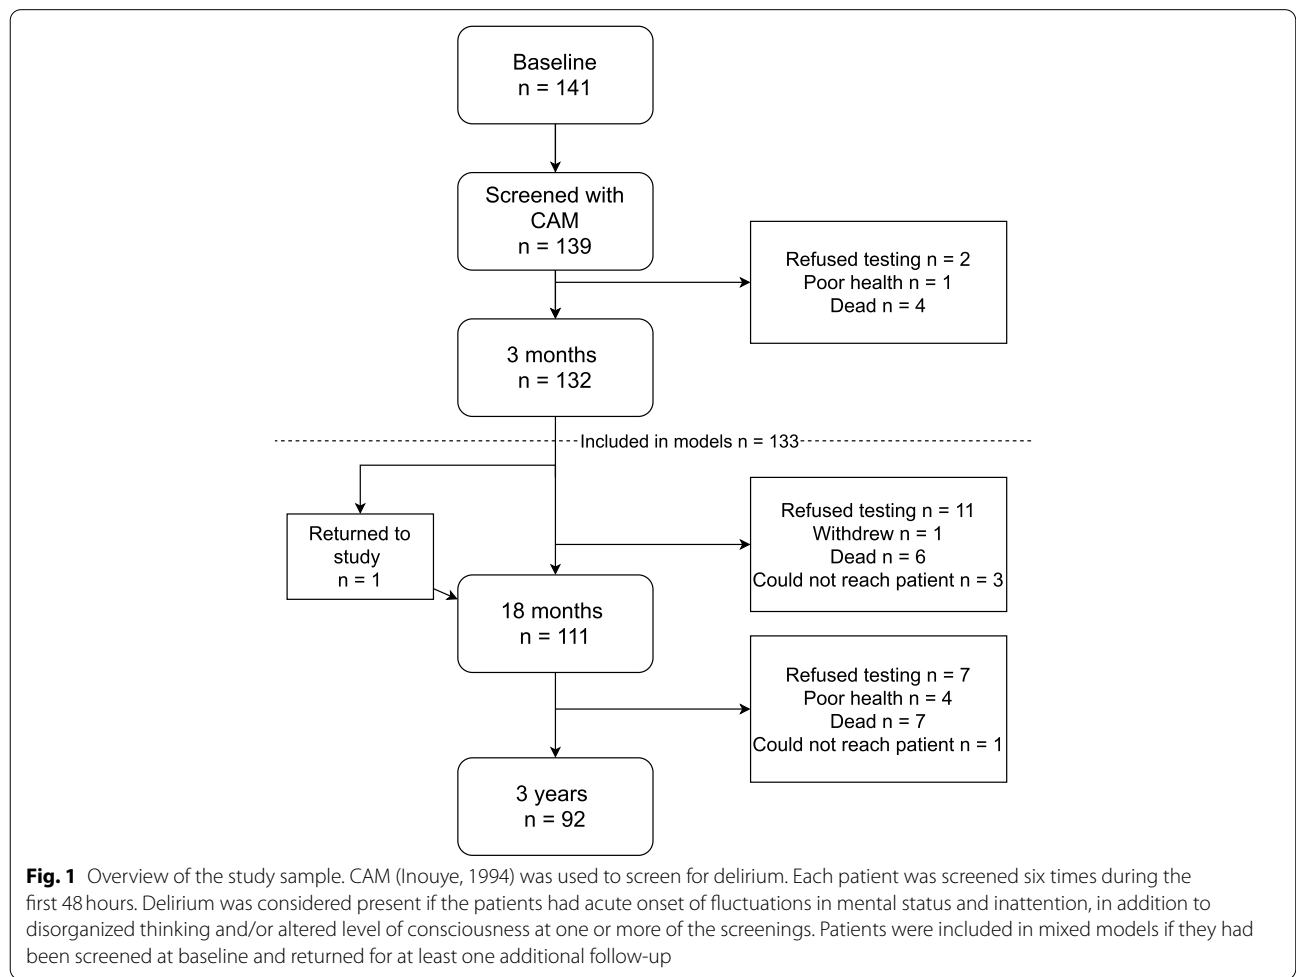 Baseline
n = 141
Screened with
CAM
n = 139
Refused testing n = 2
Poor health n = 1
Dead n = 4
3 months
n = 132
Included in models n = 133
Refused testing n = 11
Withdrew n = 1
Dead n = 6
Could not reach patient n = 3
Returned to
study
n = 1
18 months
n = 111
Refused testing n = 7
Poor health n = 4
Dead n = 7
Could not reach patient n = 1
3 years
n = 92
Fig. 1 Overview of the study sample. CAM (Inouye, 1994) was used to screen for delirium. Each patient was screened six times during the
first 48 hours. Delirium was considered present if the patients had acute onset of fluctuations in mental status and inattention, in addition to
disorganized thinking and/or altered level of consciousness at one or more of the screenings. Patients were included in mixed models if they had
been screened at baseline and returned for at least one additional follow-up